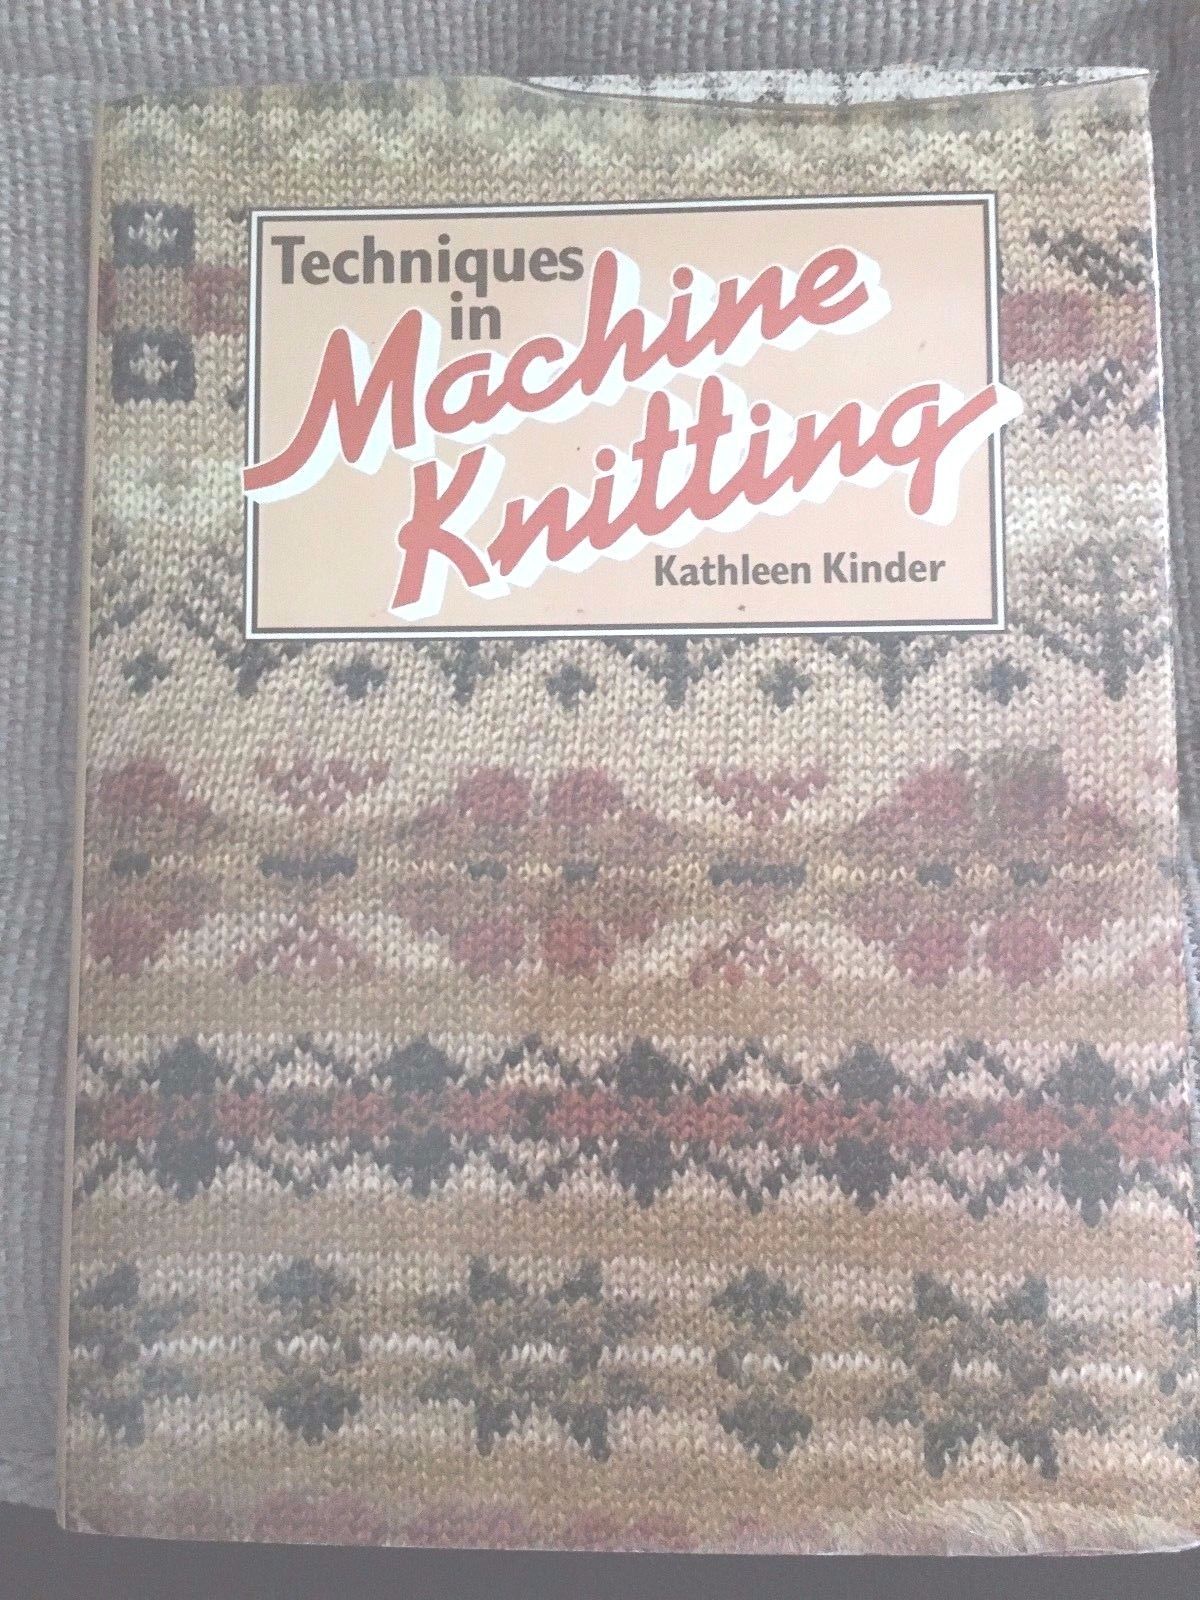 Techniques
in
Machine
Knitting
Kathleen Kinder